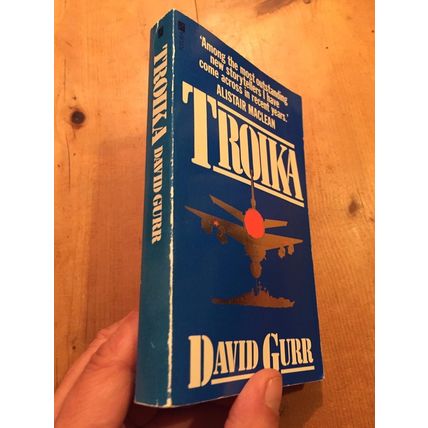 'Among the most outstanding
new storytellers I have
come across in recent years.'
ALISTAIR MACLEAN
TROIKA
DAVID GURR
TROIKA DAVID GURR